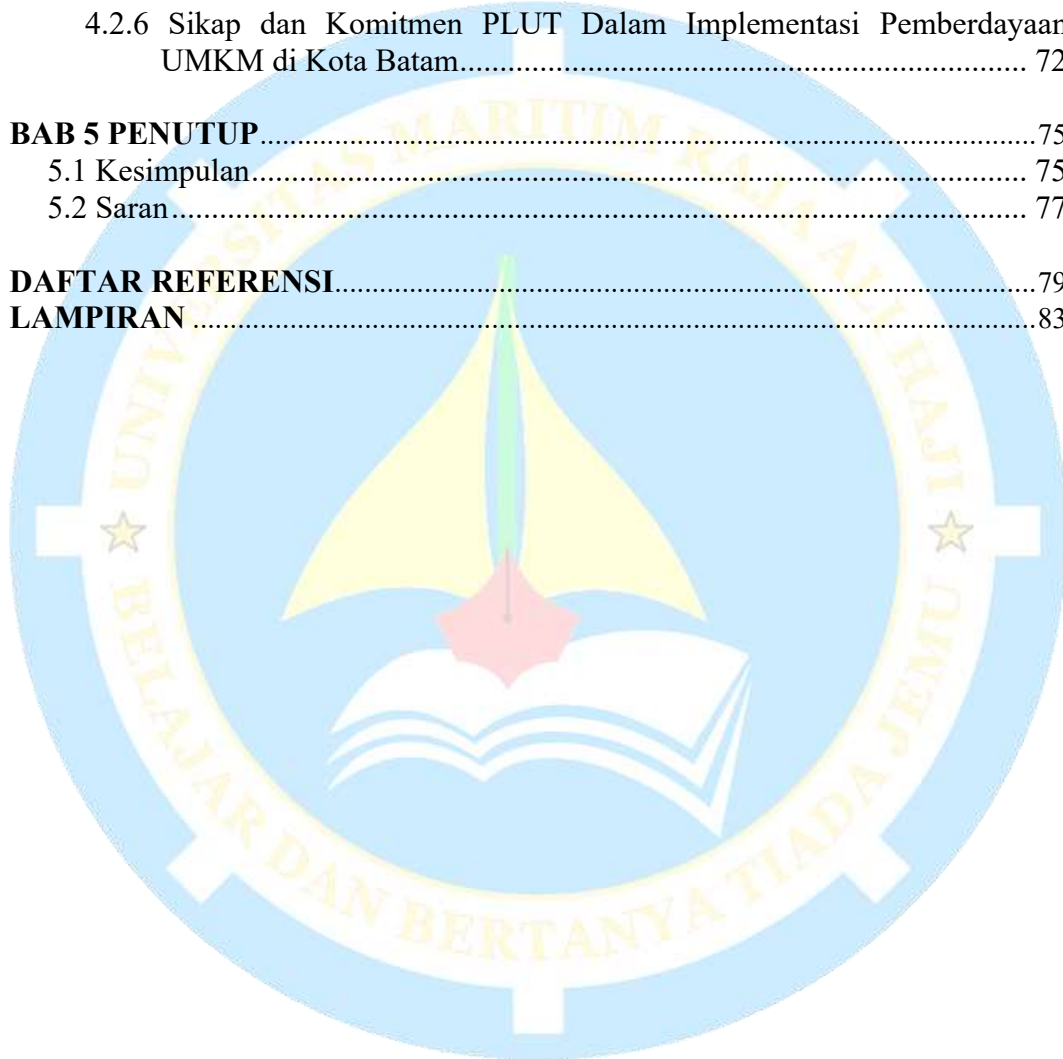 4.2.6 Sikap dan Komitmen PLUT Dalam Implementasi Pemberdayaan
UMKM di Kota Batam........................................................................ 72
BAB 5 PENUTUP.................................................................................................75
5.1 Kesimpulan................................................................................................. 75
5.2 Saran........................................................................................................... 77
DAFTAR REFERENSI........................................................................................79
LAMPIRAN .........................................................................................................83
UNIVERSITAS MARITIM RAJA ALI HAJI
BELAJAR DAN BERTANYA TIADA JEMU